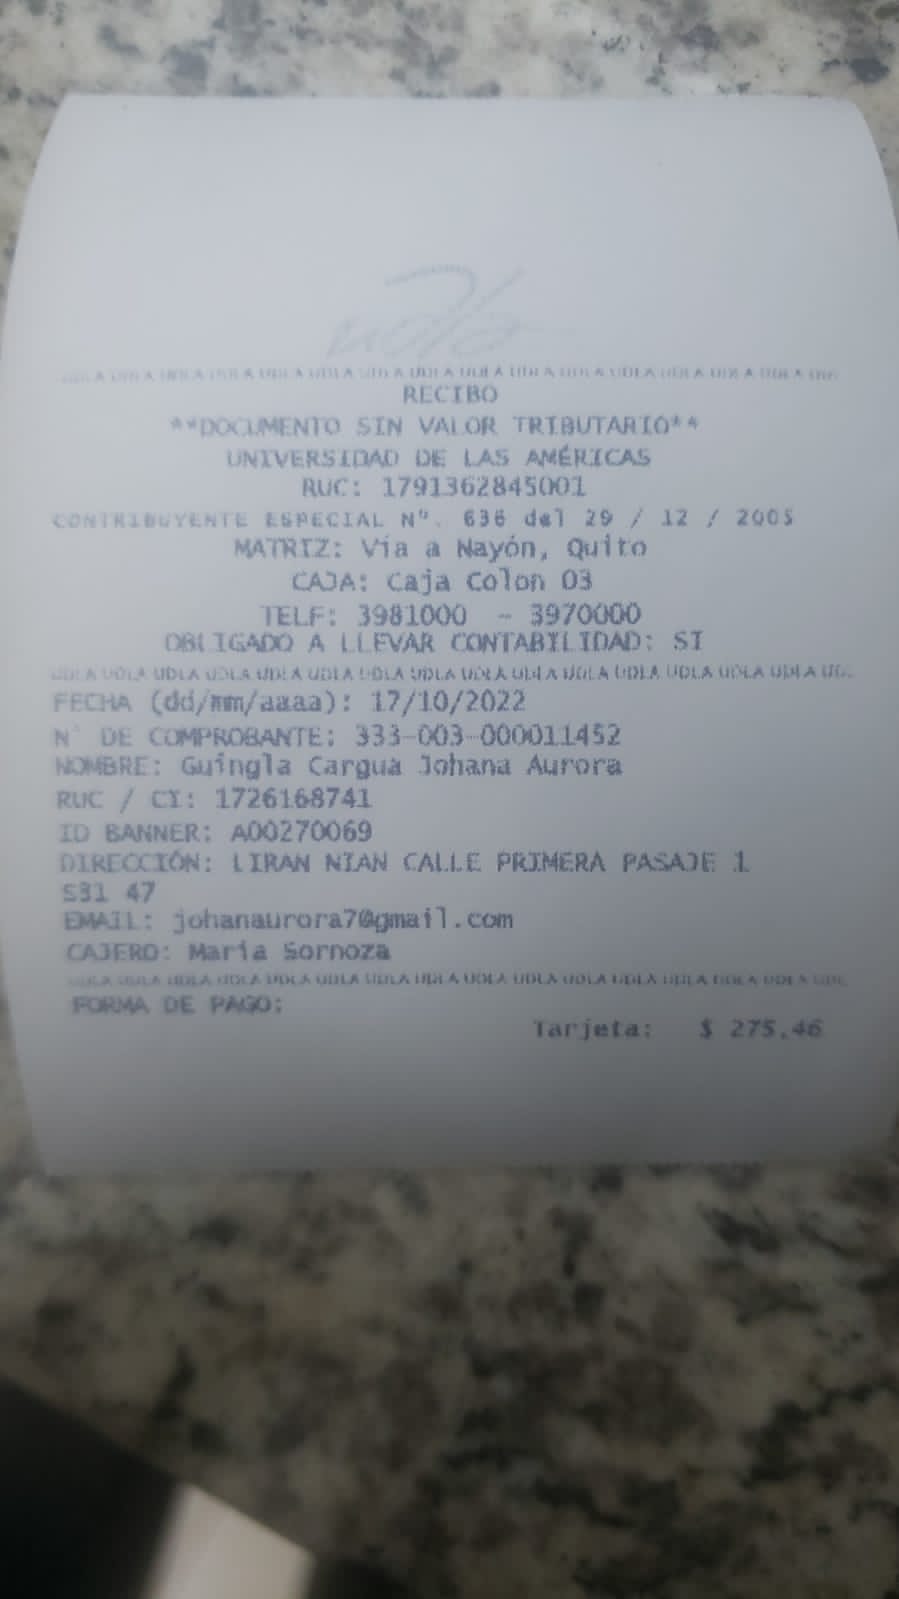 udla
UDLA UDLA UDLA UDLA UDLA UDLA UDLA UDLA UDLA UDLA UDLA UDLA UDLA UDLA UDLA
RECIBO
**DOCUMENTO SIN VALOR TRIBUTARIO**
UNIVERSIDAD DE LAS AMÉRICAS
RUC: 1791362845001
CONTRIBUYENTE ESPECIAL Nº. 636 del 29 / 12 / 2005
MATRIZ: Vía a Nayón, Quito
CAJA: Caja Colon 03
TELF: 3981000 - 3970000
OBLIGADO A LLEVAR CONTABILIDAD: SI
UDLA UDLA UDLA UDLA UDLA UDLA UDLA UDLA UDLA UDLA UDLA UDLA UDLA UDLA UDLA UD
FECHA (dd/mm/aaaa): 17/10/2022
N° DE COMPROBANTE: 333-003-000011452
NOMBRE: Guingla Cargua Johana Aurora
RUC / CI: 1726168741
ID BANNER: A00270069
DIRECCIÓN: LIRAN NIAN CALLE PRIMERA PASAJE 1
S31 47
EMAIL: johanaurora7@gmail.com
CAJERO: Maria Sornoza
UDLA UDLA UDLA UDLA UDLA UDLA UDLA UDLA UDLA UDLA UDLA UDLA UDLA UDLA UDLA
FORMA DE PAGO:
Tarjeta: $ 275.46